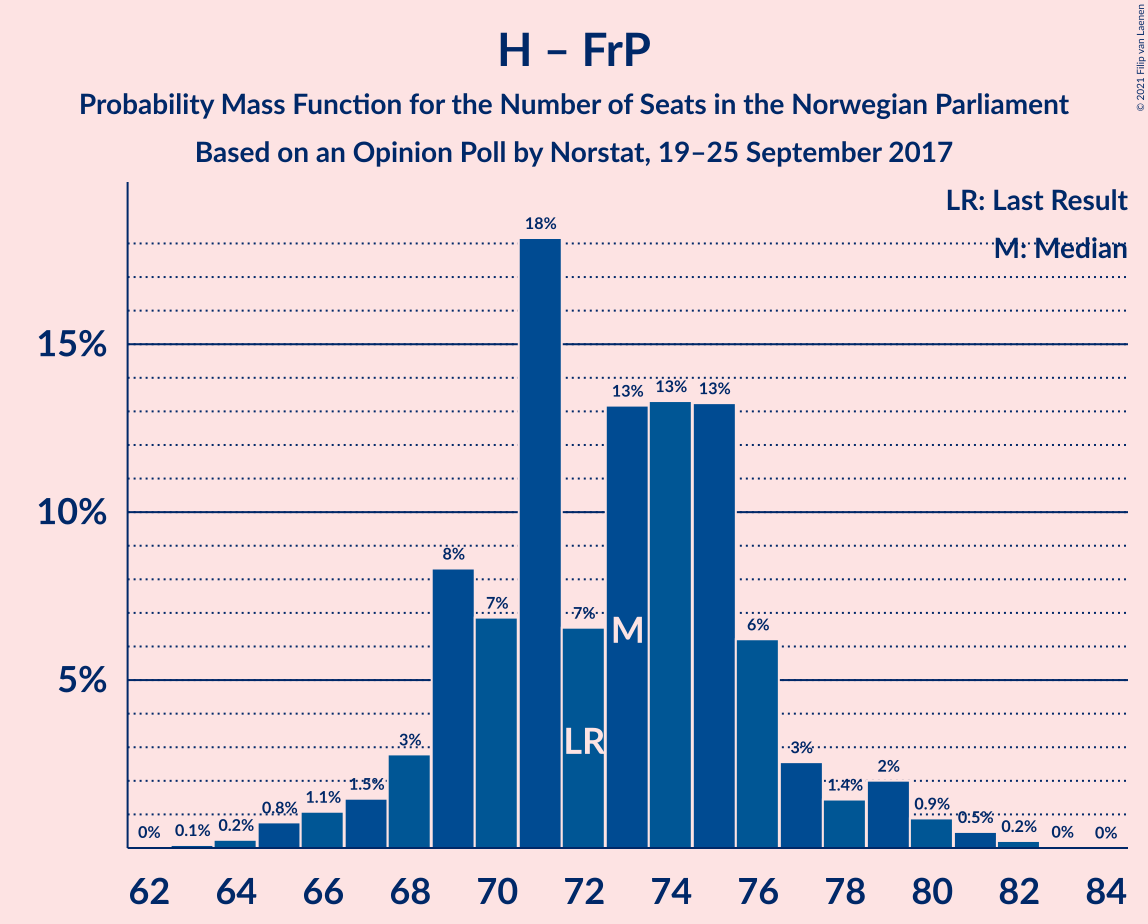 H – FrP
Probability Mass Function for the Number of Seats in the Norwegian Parliament
Based on an Opinion Poll by Norstat, 19–25 September 2017
© 2021 Filip van Laenen
LR: Last Result
M: Median
15%
10%
5%
0%
0.1%
0.2%
0.8%
1.1%
1.5%
3%
8%
7%
18%
7%
13%
13%
13%
6%
3%
1.4%
2%
0.9%
0.5%
0.2%
0%
0%
M
LR
62 64 66 68 70 72 74 76 78 80 82 84